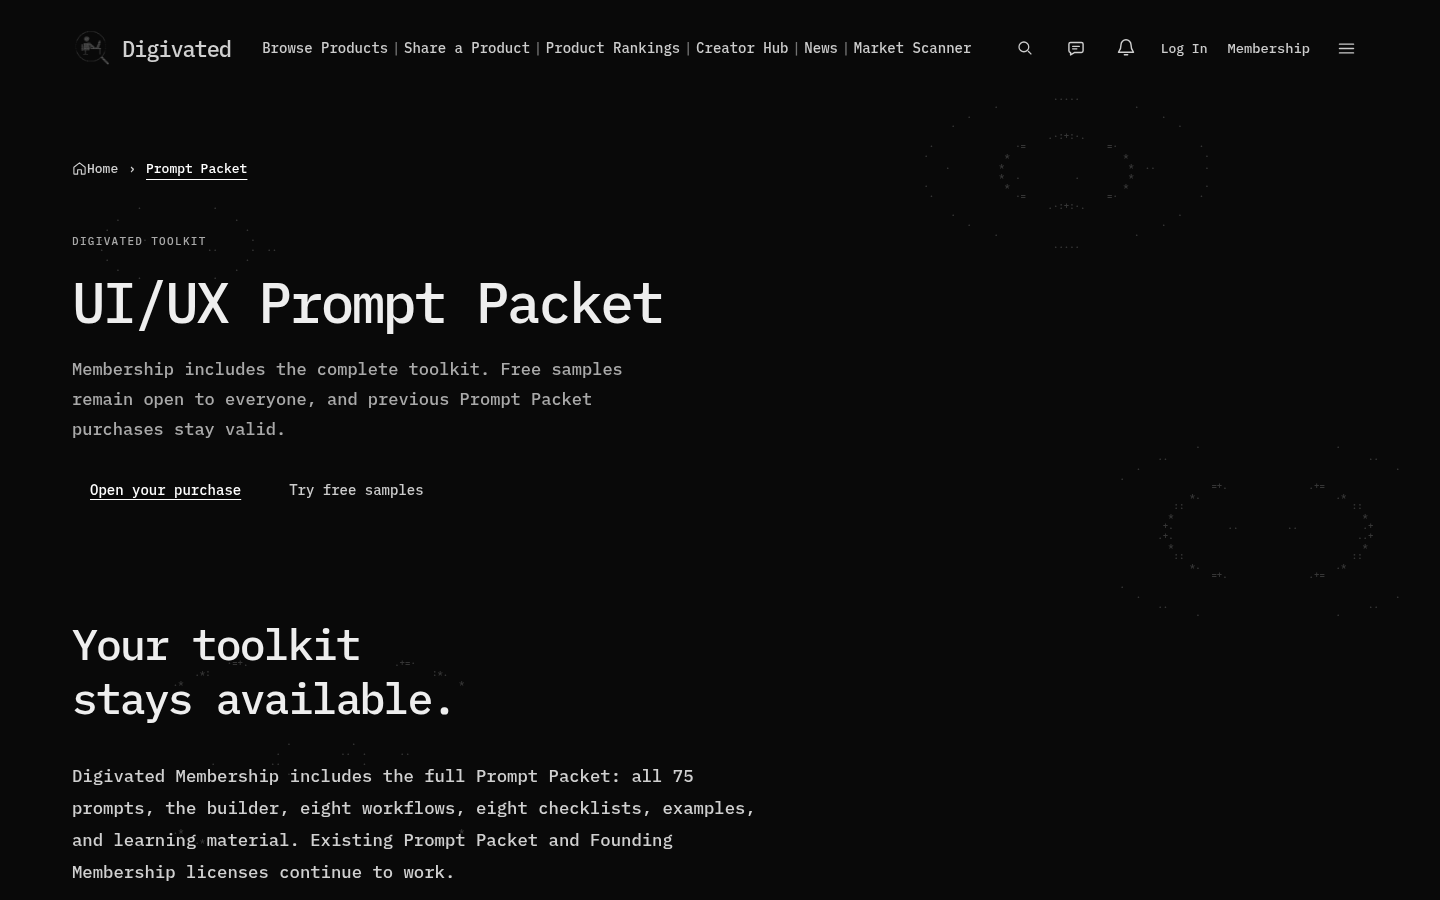 Digivated
Browse Products | Share a Product | Product Rankings | Creator Hub | News | Market Scanner
Log In
Membership
Home › Prompt Packet
DIGIVATED TOOLKIT
UI/UX Prompt Packet
Membership includes the complete toolkit. Free samples
remain open to everyone, and previous Prompt Packet
purchases stay valid.
Open your purchase
Try free samples
Your toolkit
stays available.
Digivated Membership includes the full Prompt Packet: all 75
prompts, the builder, eight workflows, eight checklists, examples,
and learning material. Existing Prompt Packet and Founding
Membership licenses continue to work.